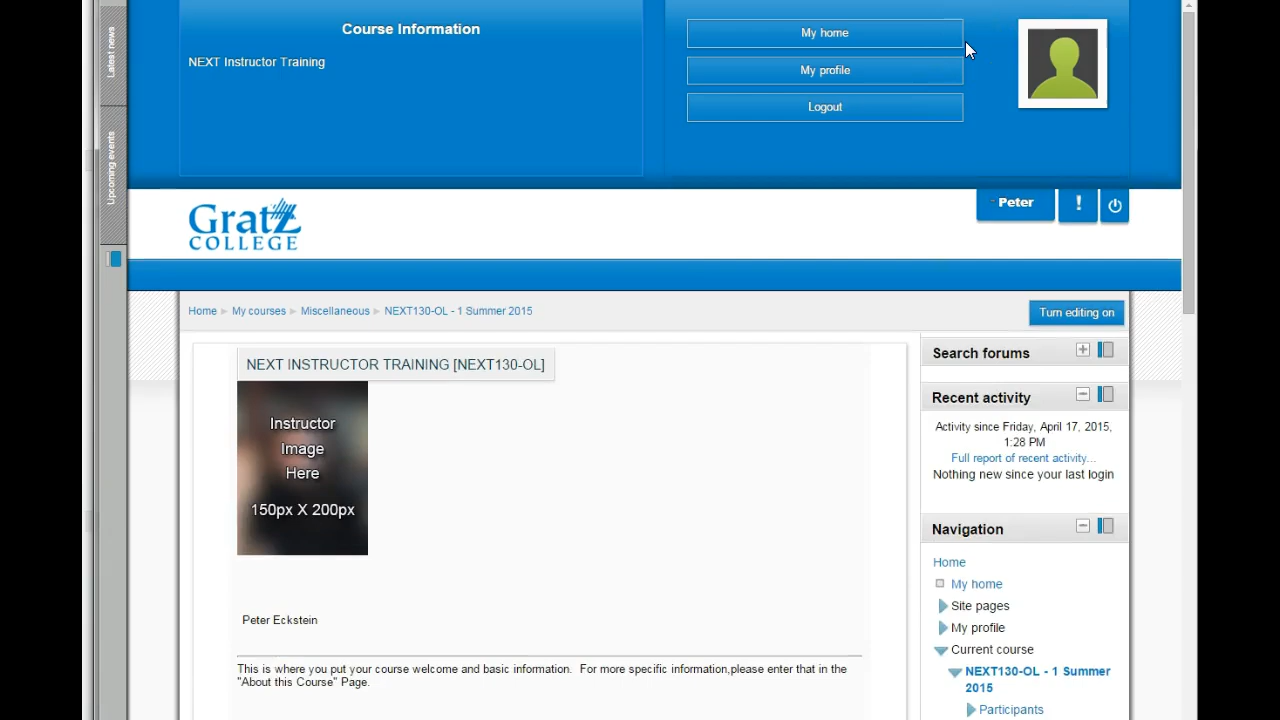 Latest news
Upcoming events
Course Information
NEXT Instructor Training
My home
My profile
Logout
Gratz
COLLEGE
Peter
!
Home
My courses
Miscellaneous
NEXT130-OL - 1 Summer 2015
Turn editing on
NEXT INSTRUCTOR TRAINING [NEXT130-OL]
Instructor
Image
Here
150px X 200px
Peter Eckstein
This is where you put your course welcome and basic information. For more specific information,please enter that in the
"About this Course" Page.
Search forums
Recent activity
Activity since Friday, April 17, 2015,
1:28 PM
Full report of recent activity...
Nothing new since your last login
Navigation
Home
My home
Site pages
My profile
Current course
NEXT130-OL - 1 Summer
2015
Participants